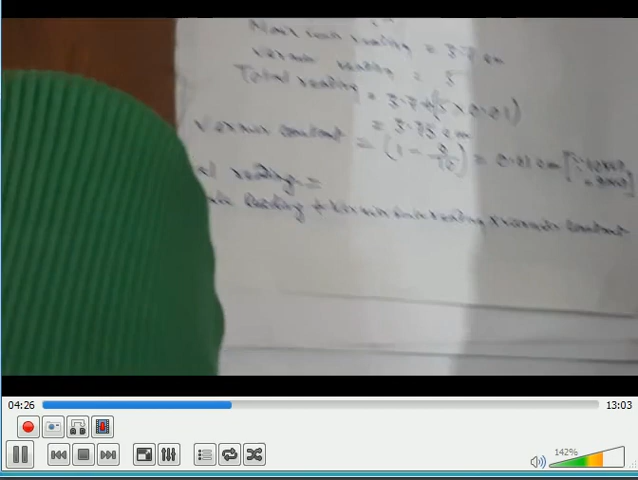 Main scale reading = 3.7 cm
vernier reading = 5
Total reading = 3.7+(5 x 0.01)
= 3.75 cm
Vernier constant = (1 - 9/10) = 0.01 cm
reading =
Reading + Vernier scale reading x vernier constant
04:26
13:03
142%